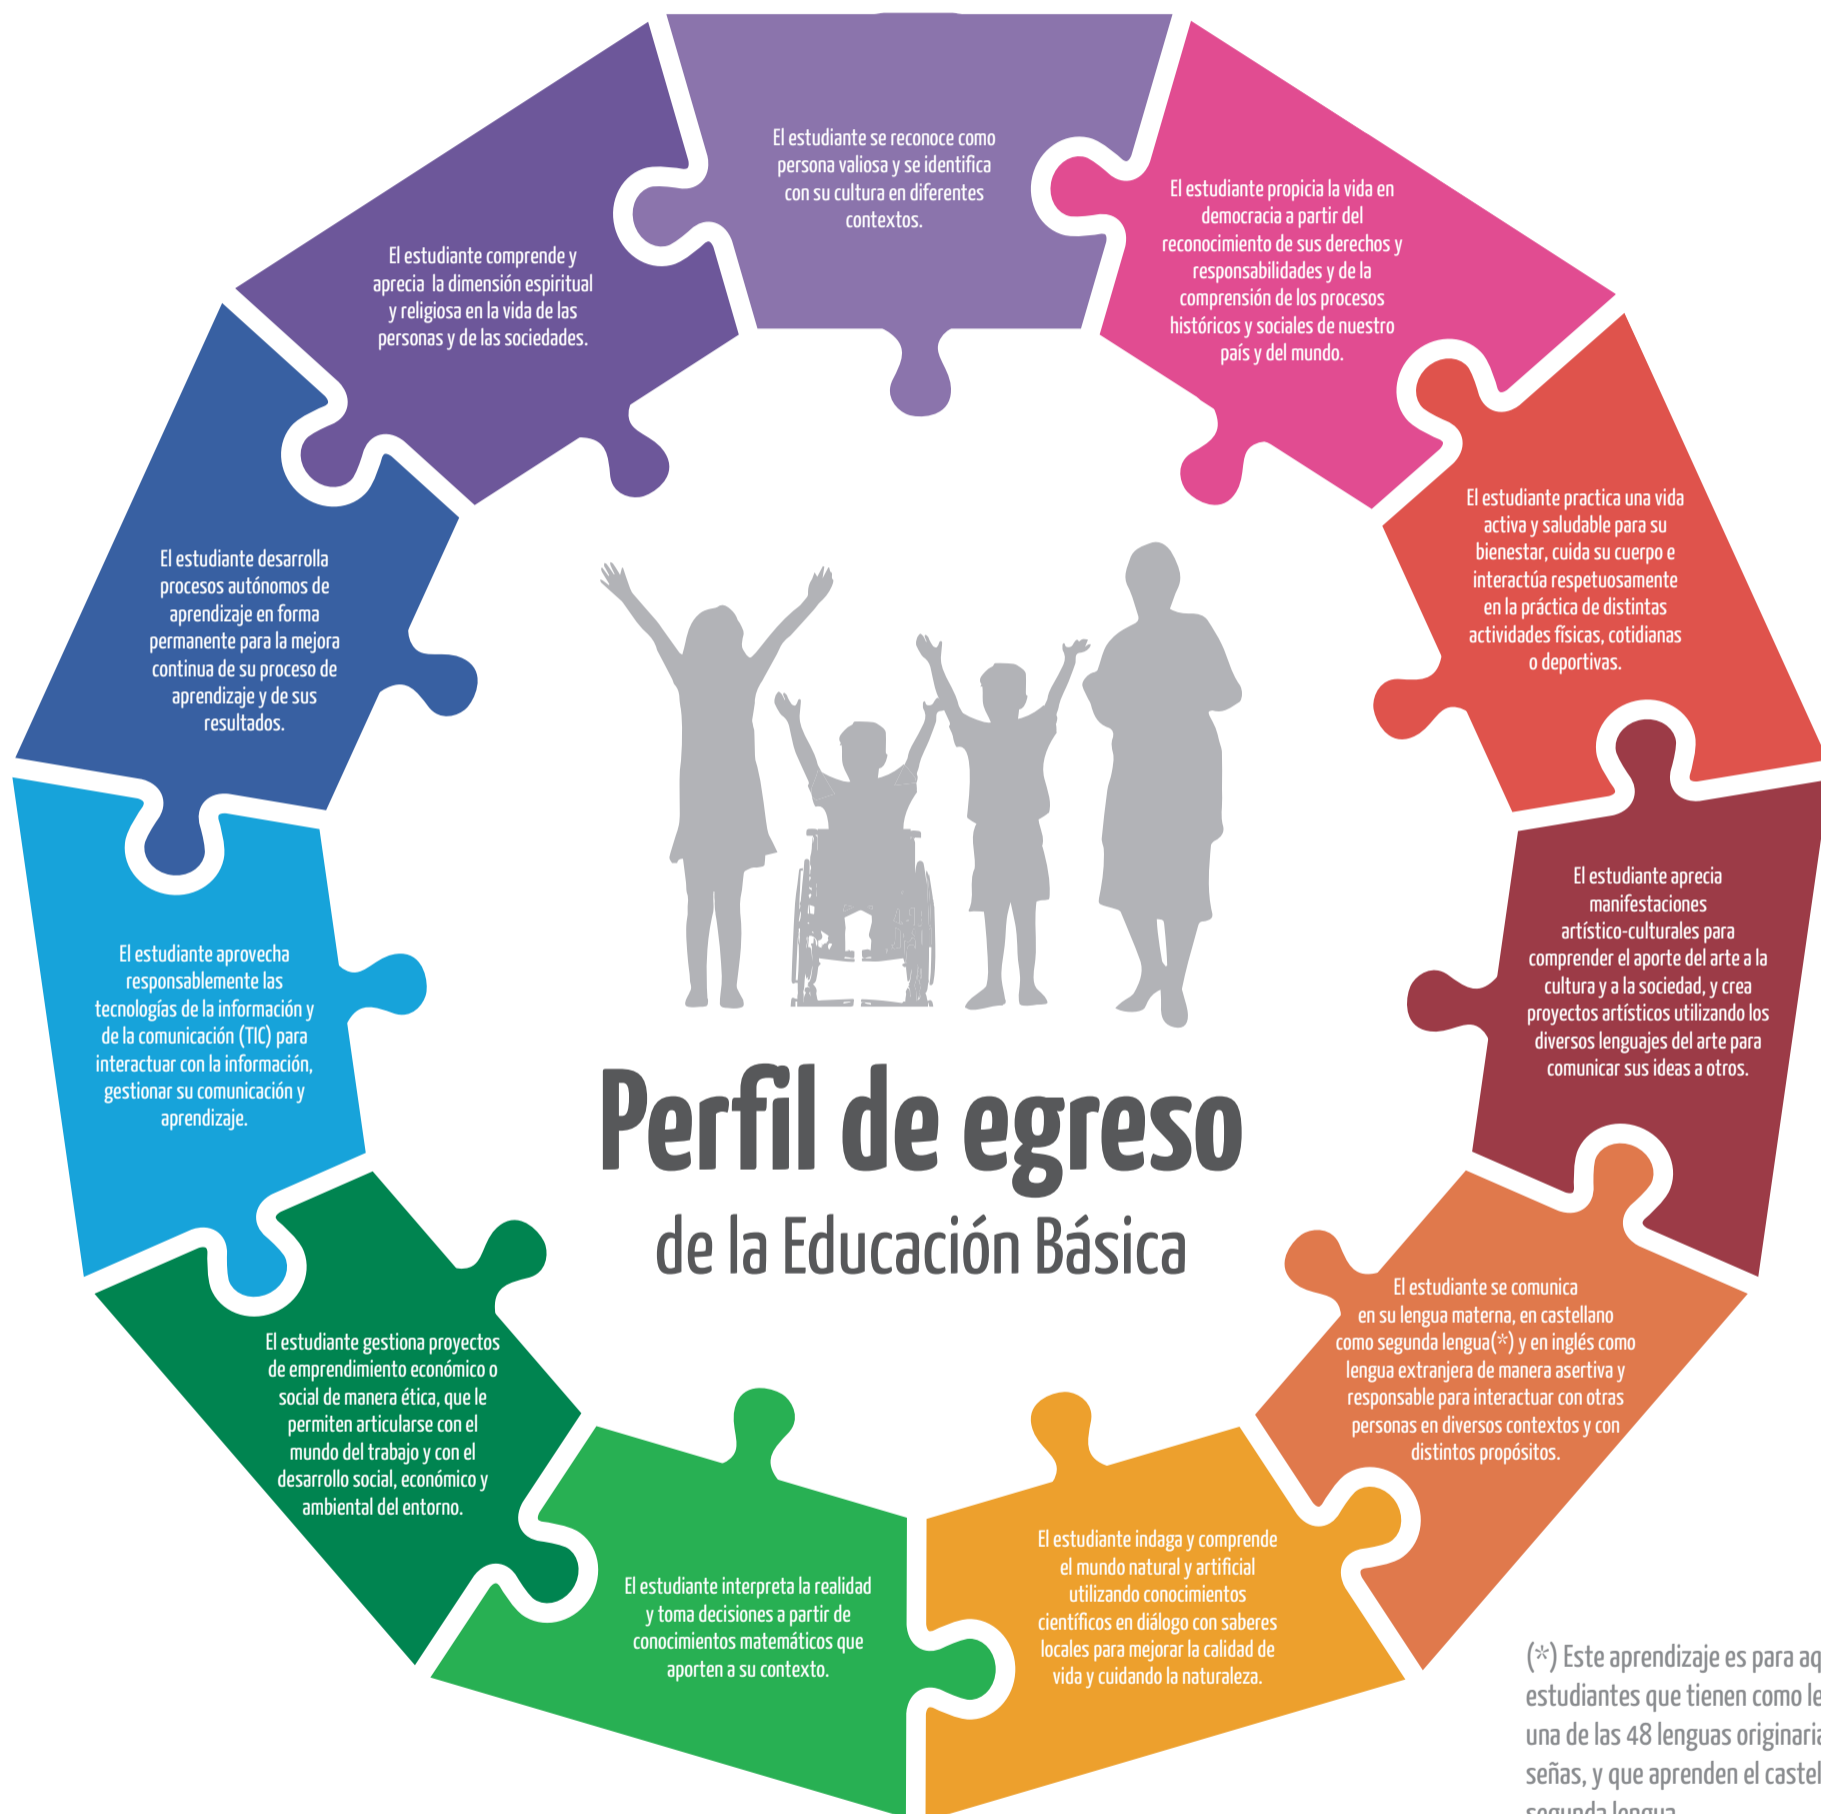 El estudiante se reconoce como
persona valiosa y se identifica
con su cultura en diferentes
contextos.
El estudiante propicia la vida en
democracia a partir del
reconocimiento de sus derechos y
responsabilidades y de la
comprensión de los procesos
históricos y sociales de nuestro
país y del mundo.
El estudiante practica una vida
activa y saludable para su
bienestar, cuida su cuerpo e
interactúa respetuosamente
en la práctica de distintas
actividades físicas, cotidianas
o deportivas.
El estudiante aprecia
manifestaciones
artístico-culturales para
comprender el aporte del arte a la
cultura y a la sociedad, y crea
proyectos artísticos utilizando los
diversos lenguajes del arte para
comunicar sus ideas a otros.
El estudiante se comunica
en su lengua materna, en castellano
como segunda lengua(*) y en inglés como
lengua extranjera de manera asertiva y
responsable para interactuar con otras
personas en diversos contextos y con
distintos propósitos.
El estudiante indaga y comprende
el mundo natural y artificial
utilizando conocimientos
científicos en diálogo con saberes
locales para mejorar la calidad de
vida y cuidando la naturaleza.
El estudiante interpreta la realidad
y toma decisiones a partir de
conocimientos matemáticos que
aporten a su contexto.
El estudiante gestiona proyectos
de emprendimiento económico o
social de manera ética, que le
permiten articularse con el
mundo del trabajo y con el
desarrollo social, económico y
ambiental del entorno.
El estudiante aprovecha
responsablemente las
tecnologías de la información y
de la comunicación (TIC) para
interactuar con la información,
gestionar su comunicación y
aprendizaje.
El estudiante desarrolla
procesos autónomos de
aprendizaje en forma
permanente para la mejora
continua de su proceso de
aprendizaje y de sus
resultados.
El estudiante comprende y
aprecia la dimensión espiritual
y religiosa en la vida de las
personas y de las sociedades.
Perfil de egreso
de la Educación Básica
(*) Este aprendizaje es para
estudiantes que tienen como
una de las 48 lenguas
señas, y que aprenden el
segunda lengua